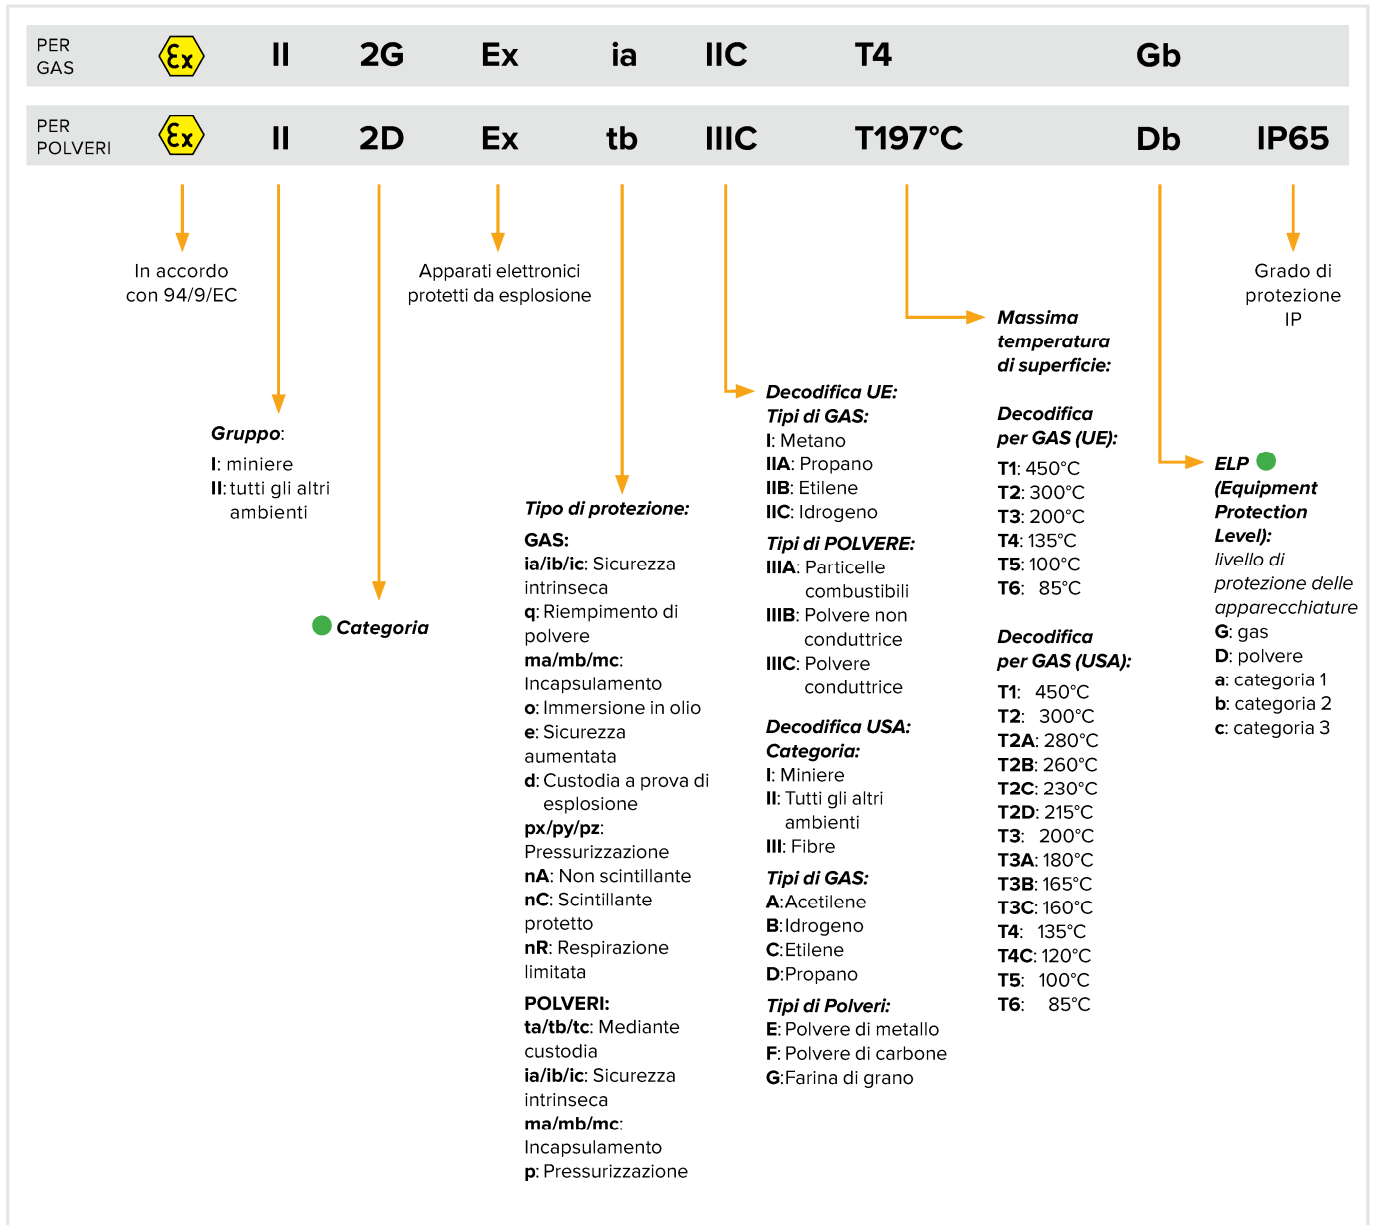 PER
GAS
Ex II 2G Ex ia IIC T4 Gb
PER
POLVERI
Ex II 2D Ex tb IIIC T197°C Db IP65
In accordo
con 94/9/EC
Apparati elettronici
protetti da esplosione
Grado di
protezione
IP
Gruppo:
I: miniere
II: tutti gli altri
ambienti
Categoria
Tipo di protezione:
GAS:
ia/ib/ic: Sicurezza
intrinseca
q: Riempimento di
polvere
ma/mb/mc:
Incapsulamento
o: Immersione in olio
e: Sicurezza
aumentata
d: Custodia a prova di
esplosione
px/py/pz:
Pressurizzazione
nA: Non scintillante
nC: Scintillante
protetto
nR: Respirazione
limitata
POLVERI:
ta/tb/tc: Mediante
custodia
ia/ib/ic: Sicurezza
intrinseca
ma/mb/mc:
Incapsulamento
p: Pressurizzazione
Decodifica UE:
Tipi di GAS:
I: Metano
IIA: Propano
IIB: Etilene
IIC: Idrogeno
Tipi di POLVERE:
IIIA: Particelle
combustibili
IIIB: Polvere non
conduttrice
IIIC: Polvere
conduttrice
Decodifica USA:
Categoria:
I: Miniere
II: Tutti gli altri
ambienti
III: Fibre
Tipi di GAS:
A:Acetilene
B:Idrogeno
C:Etilene
D:Propano
Tipi di Polveri:
E: Polvere di metallo
F: Polvere di carbone
G:Farina di grano
Massima
temperatura
di superficie:
Decodifica
per GAS (UE):
T1: 450°C
T2: 300°C
T3: 200°C
T4: 135°C
T5: 100°C
T6: 85°C
Decodifica
per GAS (USA):
T1: 450°C
T2: 300°C
T2A: 280°C
T2B: 260°C
T2C: 230°C
T2D: 215°C
T3: 200°C
T3A: 180°C
T3B: 165°C
T3C: 160°C
T4: 135°C
T4C: 120°C
T5: 100°C
T6: 85°C
ELP
(Equipment
Protection
Level):
livello di
protezione delle
apparecchiature
G: gas
D: polvere
a: categoria 1
b: categoria 2
c: categoria 3